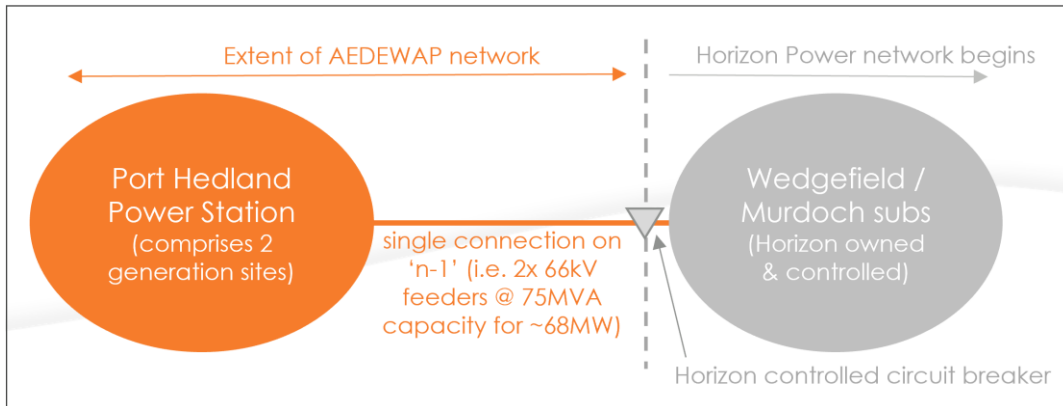 Extent of AEDEWAP network
Horizon Power network begins
Port Hedland
Power Station
(comprises 2
generation sites)
single connection on
‘n-1’ (i.e. 2x 66kV
feeders @ 75MVA
capacity for ~68MW)
Wedgefield /
Murdoch subs
(Horizon owned
& controlled)
Horizon controlled circuit breaker